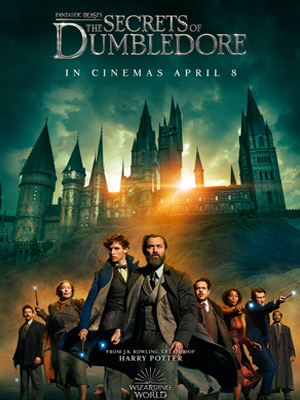 FANTASTIC BEASTS
THE SECRETS OF
DUMBLEDORE
IN CINEMAS APRIL 8
FROM J.K. ROWLING, CREATOR OF
HARRY POTTER
WIZARDING
WORLD